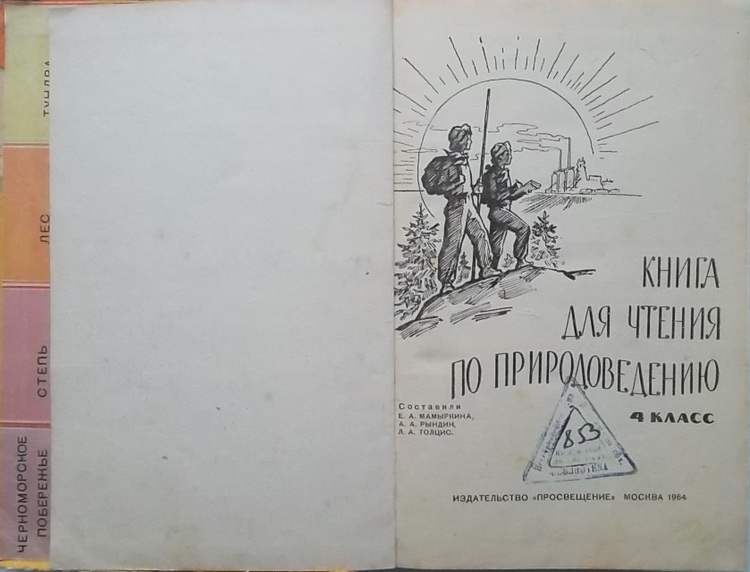 ТУНДРА
ЛЕС
СТЕПЬ
ЧЕРНОМОРСКОЕ
ПОБЕРЕЖЬЕ
КНИГА
ДЛЯ ЧТЕНИЯ
ПО ПРИРОДОВЕДЕНИЮ
4 КЛАСС
Составили
Е. А. МАМЫРКИНА,
А. А. РЫНДИН,
Л. А. ТОЛЦИС.
853
ИЗДАТЕЛЬСТВО «ПРОСВЕЩЕНИЕ» МОСКВА 1964